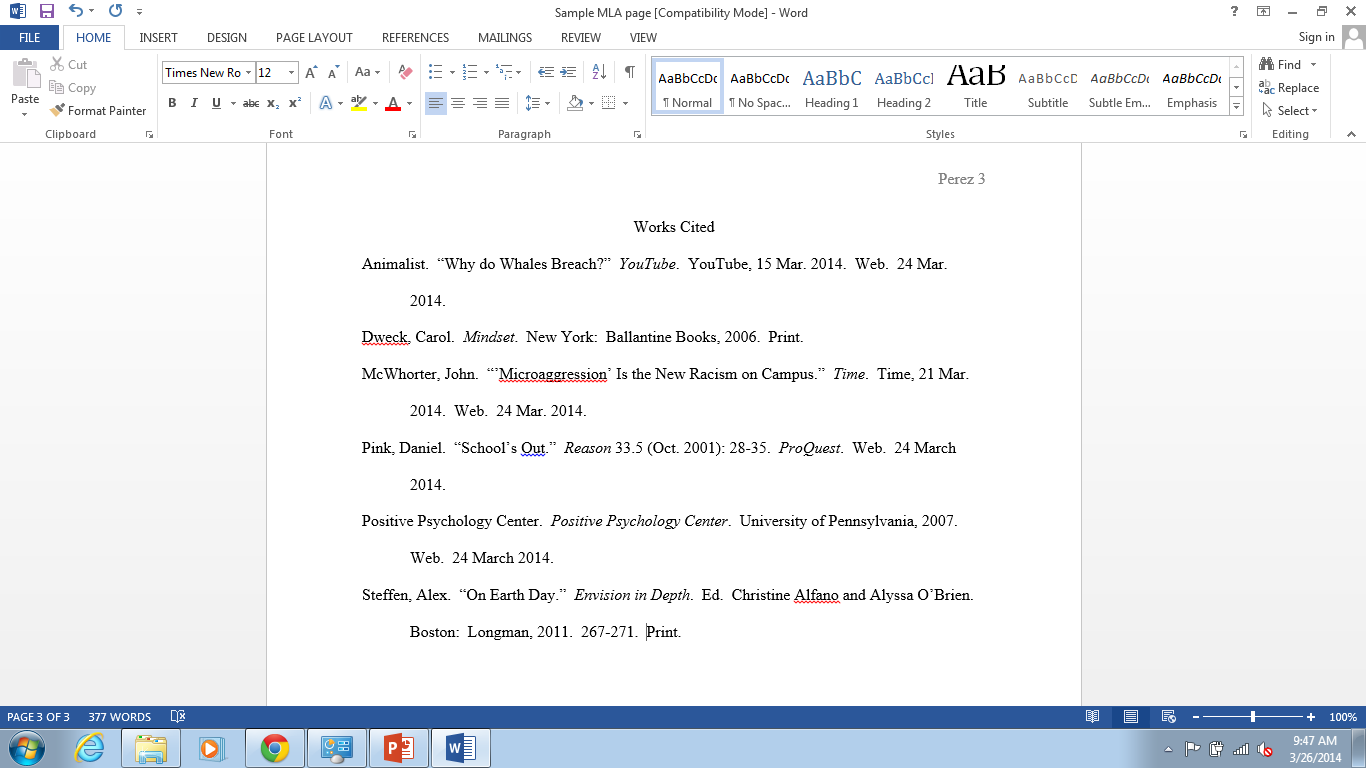 Sample MLA page [Compatibility Mode] - Word
FILE HOME INSERT DESIGN PAGE LAYOUT REFERENCES MAILINGS REVIEW VIEW Sign in
Cut
Copy
Format Painter
Paste
Clipboard
Times New Ro 12
B I U abc x₂ x² A ab A
Font
Paragraph
AaBbCcDc AaBbCcDc AaBbC AaBbCcI AaB AaBbCcD AaBbCcDc AaBbCcDc
¶ Normal ¶ No Spac... Heading 1 Heading 2 Title Subtitle Subtle Em... Emphasis
Styles
Find
Replace
Select
Editing
Perez 3
Works Cited
Animalist.  “Why do Whales Breach?”  YouTube.  YouTube, 15 Mar. 2014.  Web.  24 Mar.
2014.
Dweck, Carol.  Mindset.  New York:  Ballantine Books, 2006.  Print.
McWhorter, John.  “’Microaggression’ Is the New Racism on Campus.”  Time.  Time, 21 Mar.
2014.  Web.  24 Mar. 2014.
Pink, Daniel.  “School’s Out.”  Reason 33.5 (Oct. 2001): 28-35.  ProQuest.  Web.  24 March
2014.
Positive Psychology Center.  Positive Psychology Center.  University of Pennsylvania, 2007.
Web.  24 March 2014.
Steffen, Alex.  “On Earth Day.”  Envision in Depth.  Ed.  Christine Alfano and Alyssa O’Brien.
Boston:  Longman, 2011.  267-271.  Print.
PAGE 3 OF 3 377 WORDS 100%
9:47 AM
3/26/2014